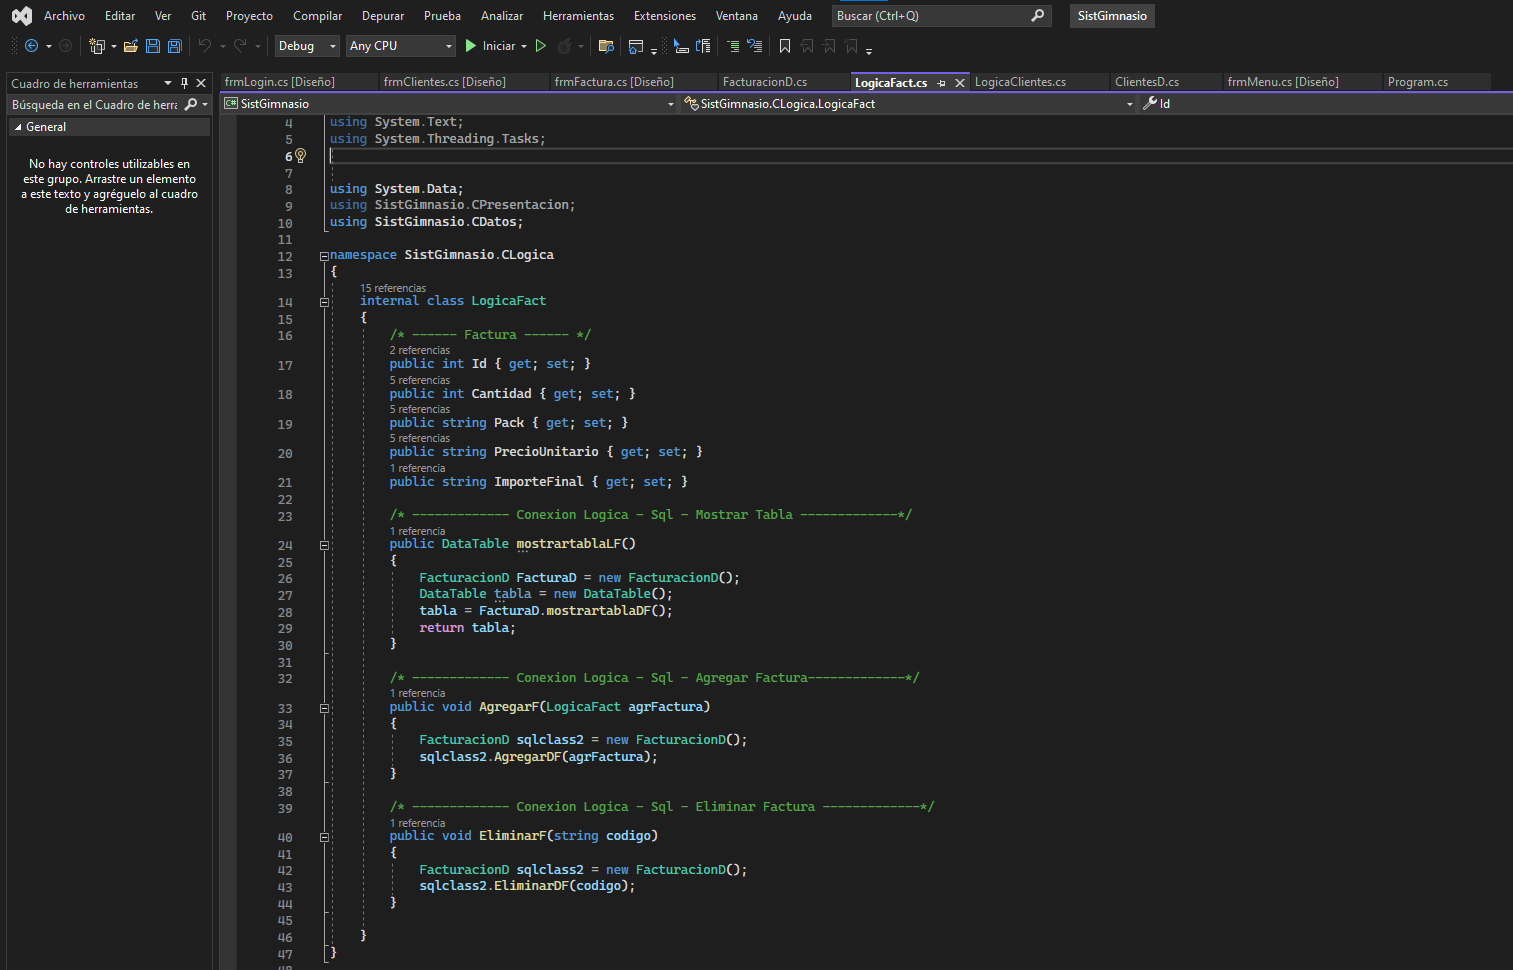 Archivo Editar Ver Git Proyecto Compilar Depurar Prueba Analizar Herramientas Extensiones Ventana Ayuda Buscar (Ctrl+Q) SistGimnasio
Debug Any CPU Iniciar
Cuadro de herramientas
Búsqueda en el Cuadro de herra
General
No hay controles utilizables en
este grupo. Arrastre un elemento
a este texto y agréguelo al cuadro
de herramientas.
frmLogin.cs [Diseño] frmClientes.cs [Diseño] frmFactura.cs [Diseño] FacturacionD.cs LogicaFact.cs LogicaClientes.cs ClientesD.cs frmMenu.cs [Diseño] Program.cs
C# SistGimnasio SistGimnasio.CLogica.LogicaFact Id
4 using System.Text;
5 using System.Threading.Tasks;
6
7
8 using System.Data;
9 using SistGimnasio.CPresentacion;
10 using SistGimnasio.CDatos;
11
12 namespace SistGimnasio.CLogica
13 {
15 referencias
14 internal class LogicaFact
15 {
16 /* ------ Factura ------ */
2 referencias
17 public int Id { get; set; }
5 referencias
18 public int Cantidad { get; set; }
5 referencias
19 public string Pack { get; set; }
5 referencias
20 public string PrecioUnitario { get; set; }
1 referencia
21 public string ImporteFinal { get; set; }
22
23 /* ------------- Conexion Logica - Sql - Mostrar Tabla -------------*/
1 referencia
24 public DataTable mostrartablaLF()
25 {
26 FacturacionD FacturaD = new FacturacionD();
27 DataTable tabla = new DataTable();
28 tabla = FacturaD.mostrartablaDF();
29 return tabla;
30 }
31
32 /* ------------- Conexion Logica - Sql - Agregar Factura-------------*/
1 referencia
33 public void AgregarF(LogicaFact agrFactura)
34 {
35 FacturacionD sqlclass2 = new FacturacionD();
36 sqlclass2.AgregarDF(agrFactura);
37 }
38
39 /* ------------- Conexion Logica - Sql - Eliminar Factura -------------*/
1 referencia
40 public void EliminarF(string codigo)
41 {
42 FacturacionD sqlclass2 = new FacturacionD();
43 sqlclass2.EliminarDF(codigo);
44 }
45
46 }
47 }
48